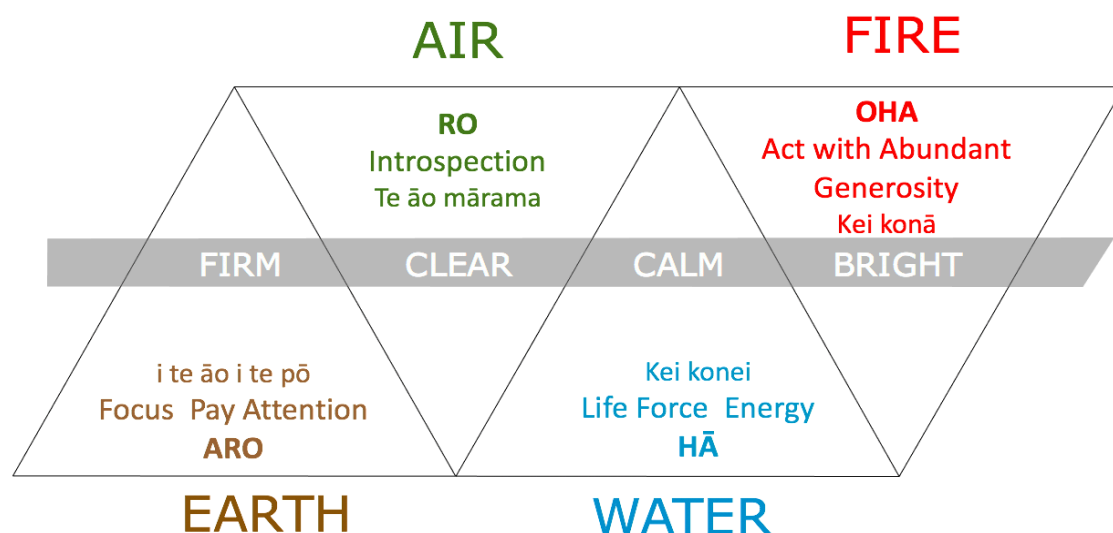 AIR
FIRE
RO
Introspection
Te āo mārama
OHA
Act with Abundant
Generosity
Kei konā
FIRM
CLEAR
CALM
BRIGHT
i te āo i te pō
Focus Pay Attention
ARO
Kei konei
Life Force Energy
HĀ
EARTH
WATER